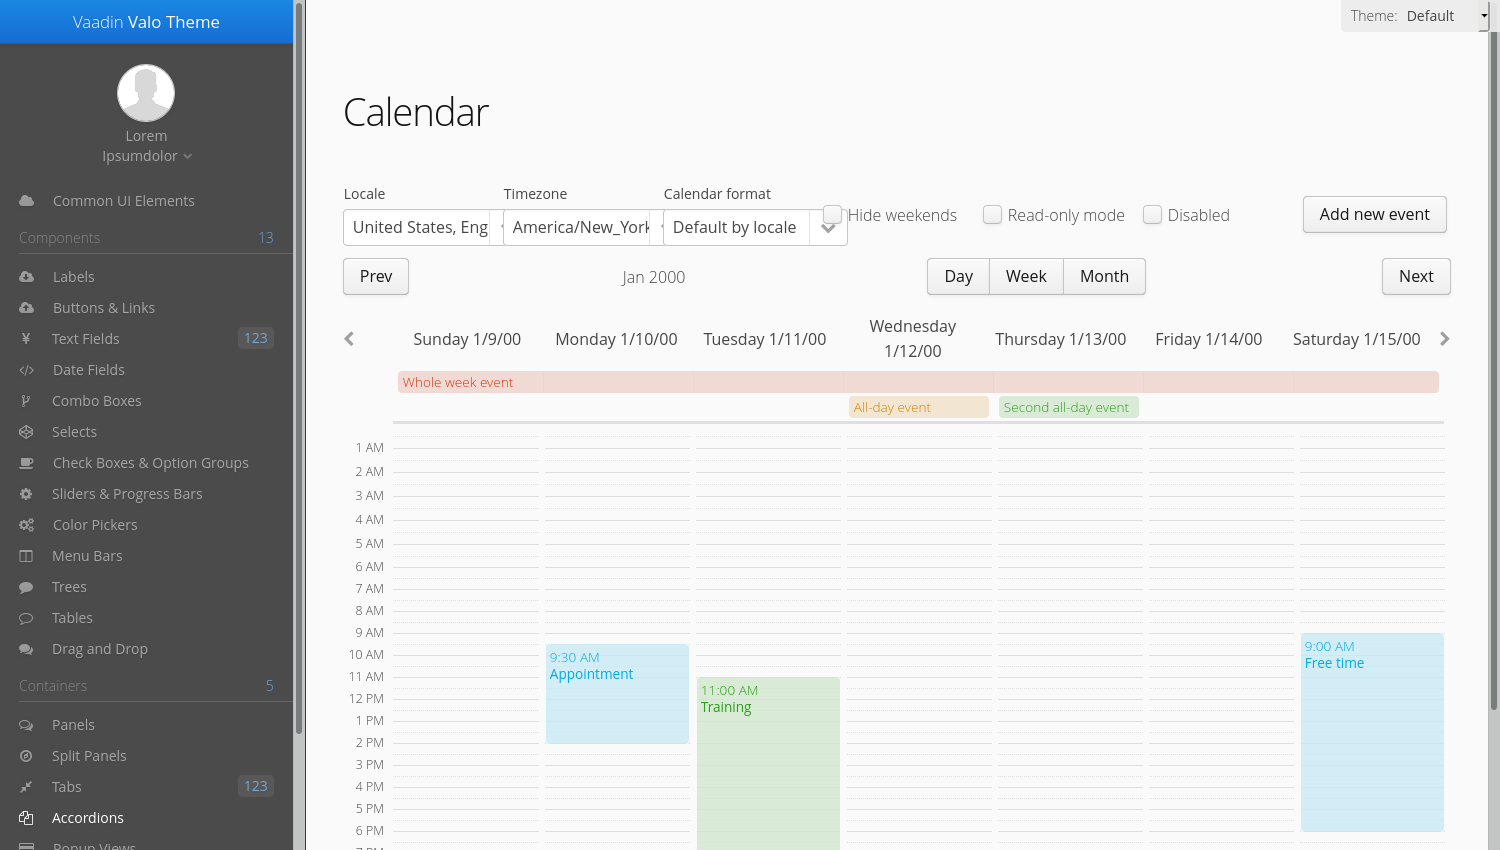 Vaadin Valo Theme
Theme: Default
Lorem
Ipsumdolor
Common UI Elements
Components 13
Labels
Buttons & Links
Text Fields 123
Date Fields
Combo Boxes
Selects
Check Boxes & Option Groups
Sliders & Progress Bars
Color Pickers
Menu Bars
Trees
Tables
Drag and Drop
Containers 5
Panels
Split Panels
Tabs 123
Accordions
Popup Views
Calendar
Locale Timezone Calendar format
United States, Eng America/New_York Default by locale Hide weekends Read-only mode Disabled Add new event
Prev Jan 2000 Day Week Month Next
Sunday 1/9/00 Monday 1/10/00 Tuesday 1/11/00 Wednesday 1/12/00 Thursday 1/13/00 Friday 1/14/00 Saturday 1/15/00
Whole week event
All-day event Second all-day event
1 AM
2 AM
3 AM
4 AM
5 AM
6 AM
7 AM
8 AM
9 AM
10 AM
11 AM
12 PM
1 PM
2 PM
3 PM
4 PM
5 PM
6 PM
9:30 AM
Appointment
11:00 AM
Training
9:00 AM
Free time